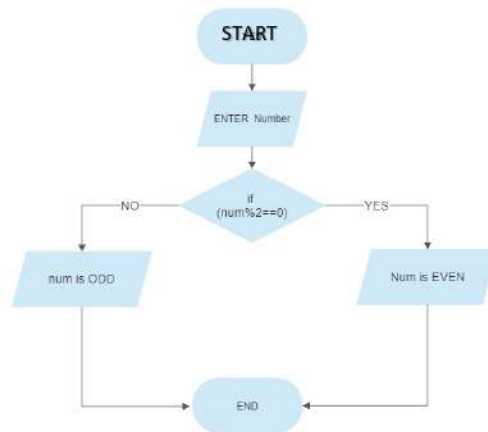 START
ENTER Number
if
(num%2==0)
NO
YES
num is ODD
Num is EVEN
END